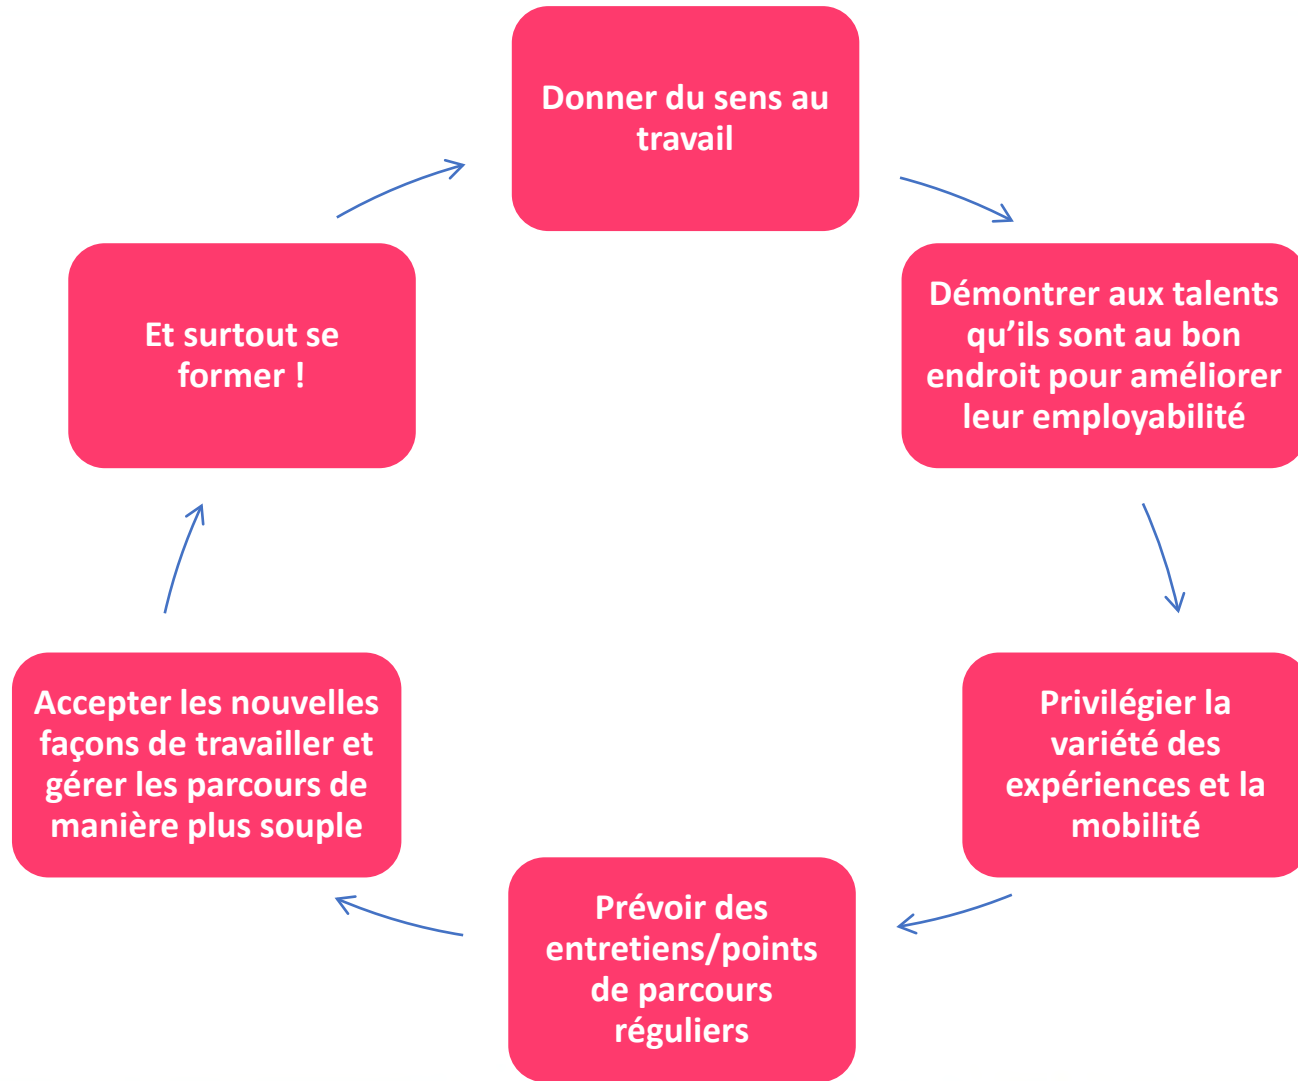 Donner du sens au
travail
Démontrer aux talents
qu’ils sont au bon
endroit pour améliorer
leur employabilité
Privilégier la
variété des
expériences et la
mobilité
Prévoir des
entretiens/points
de parcours
réguliers
Accepter les nouvelles
façons de travailler et
gérer les parcours de
manière plus souple
Et surtout se
former !